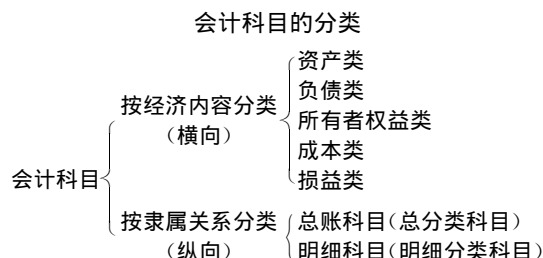 会计科目的分类
资产类
负债类
按经济内容分类
所有者权益类
（横向）
成本类
会计科目
损益类
按隶属关系分类
总账科目（总分类科目）
（纵向）
明细科目（明细分类科目）